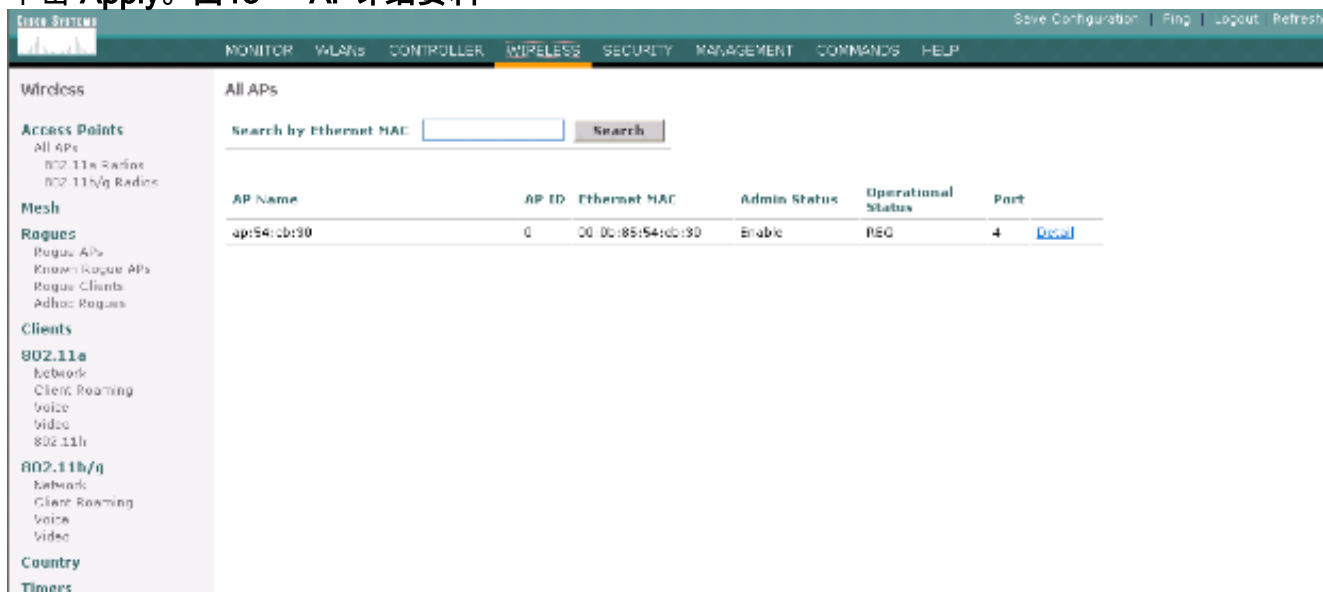 Apply。图
AP
CISCO SYSTEMS
Save Configuration | Ping | Logout | Refresh
MONITOR WLANs CONTROLLER WIRELESS SECURITY MANAGEMENT COMMANDS HELP
Wireless
Access Points
All APs
802.11a Radios
802.11b/g Radios
Mesh
Rogues
Rogue APs
Known Rogue APs
Rogue Clients
Adhoc Rogues
Clients
802.11a
Network
Client Roaming
Voice
Video
802.11h
802.11b/g
Network
Client Roaming
Voice
Video
Country
Timers
All APs
Search by Ethernet MAC Search
AP Name AP ID Ethernet MAC Admin Status Operational Status Port
ap:54:cb:90 0 00:0b:85:54:cb:90 Enable REG 4 Detail